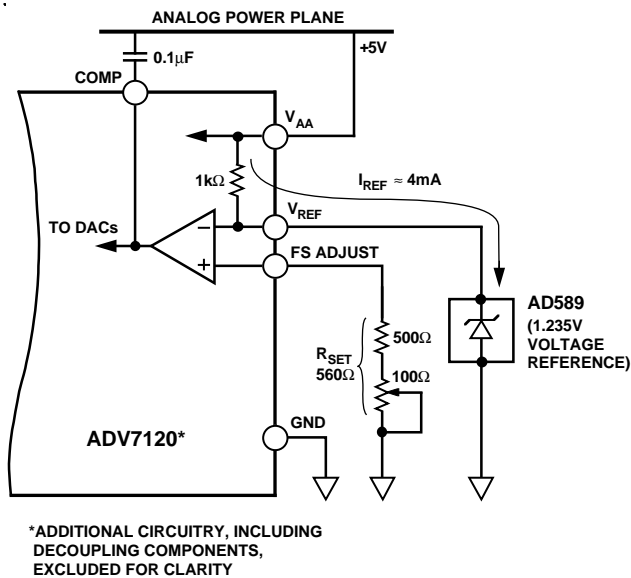 ANALOG POWER PLANE
0.1μF
+5V
COMP
VAA
1kΩ
IREF ≈ 4mA
VREF
TO DACs
FS ADJUST
AD589
(1.235V
VOLTAGE
REFERENCE)
500Ω
RSET
560Ω
100Ω
GND
ADV7120*
*ADDITIONAL CIRCUITRY, INCLUDING
DECOUPLING COMPONENTS,
EXCLUDED FOR CLARITY